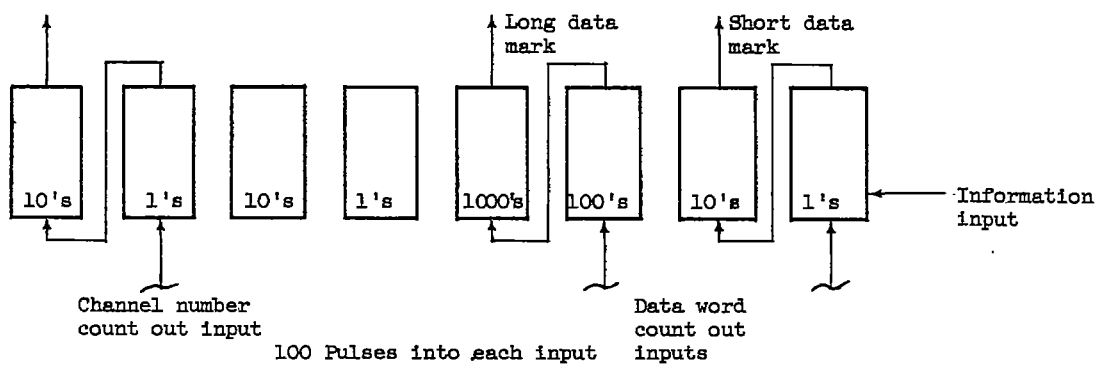 Long data
mark
Short data
mark
10's
1's
10's
1's
1000's
100's
10's
1's
Information
input
Channel number
count out input
Data word
count out
inputs
100 Pulses into each input